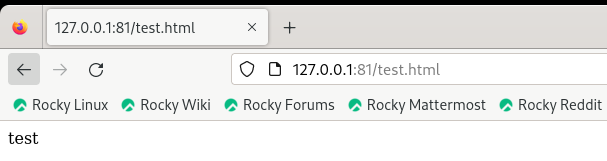 127.0.0.1:81/test.html
127.0.0.1:81/test.html
Rocky Linux Rocky Wiki Rocky Forums Rocky Mattermost Rocky Reddit
test